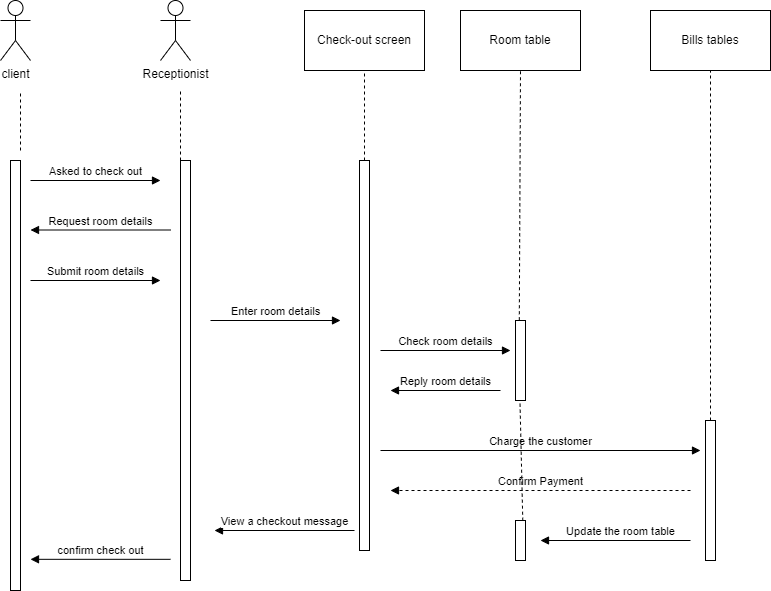 client
Receptionist
Check-out screen
Room table
Bills tables
Asked to check out
Request room details
Submit room details
Enter room details
Check room details
Reply room details
Charge the customer
Confirm Payment
View a checkout message
Update the room table
confirm check out